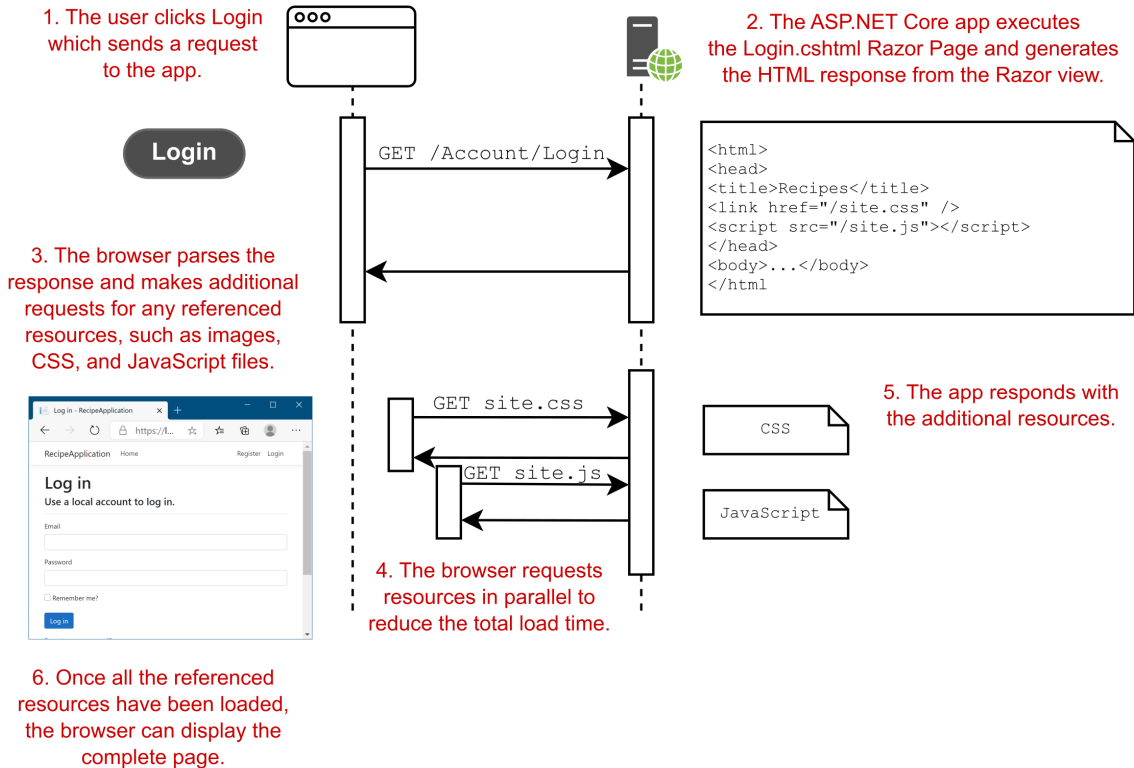 1. The user clicks Login
which sends a request
to the app.
2. The ASP.NET Core app executes
the Login.cshtml Razor Page and generates
the HTML response from the Razor view.
Login
GET /Account/Login
<html>
<head>
<title>Recipes</title>
<link href="/site.css" />
<script src="/site.js"></script>
</head>
<body>...</body>
</html
3. The browser parses the
response and makes additional
requests for any referenced
resources, such as images,
CSS, and JavaScript files.
Log in - RecipeApplication
https://l...
RecipeApplication Home Register Login
Log in
Use a local account to log in.
Email
Password
Remember me?
Log in
GET site.css
GET site.js
4. The browser requests
resources in parallel to
reduce the total load time.
CSS
JavaScript
5. The app responds with
the additional resources.
6. Once all the referenced
resources have been loaded,
the browser can display the
complete page.